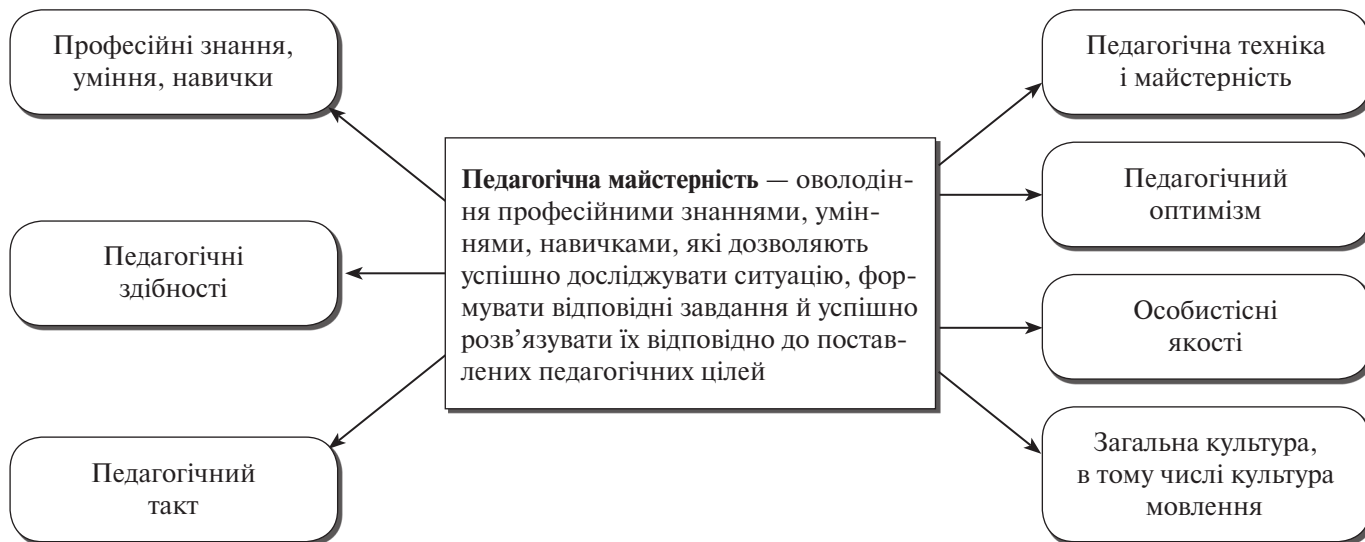 Професійні знання,
уміння, навички
Педагогічні
здібності
Педагогічний
такт
Педагогічна майстерність — оволодін-
ня професійними знаннями, умін-
нями, навичками, які дозволяють
успішно досліджувати ситуацію, фор-
мувати відповідні завдання й успішно
розв'язувати їх відповідно до постав-
лених педагогічних цілей
Педагогічна техніка
і майстерність
Педагогічний
оптимізм
Особистісні
якості
Загальна культура,
в тому числі культура
мовлення